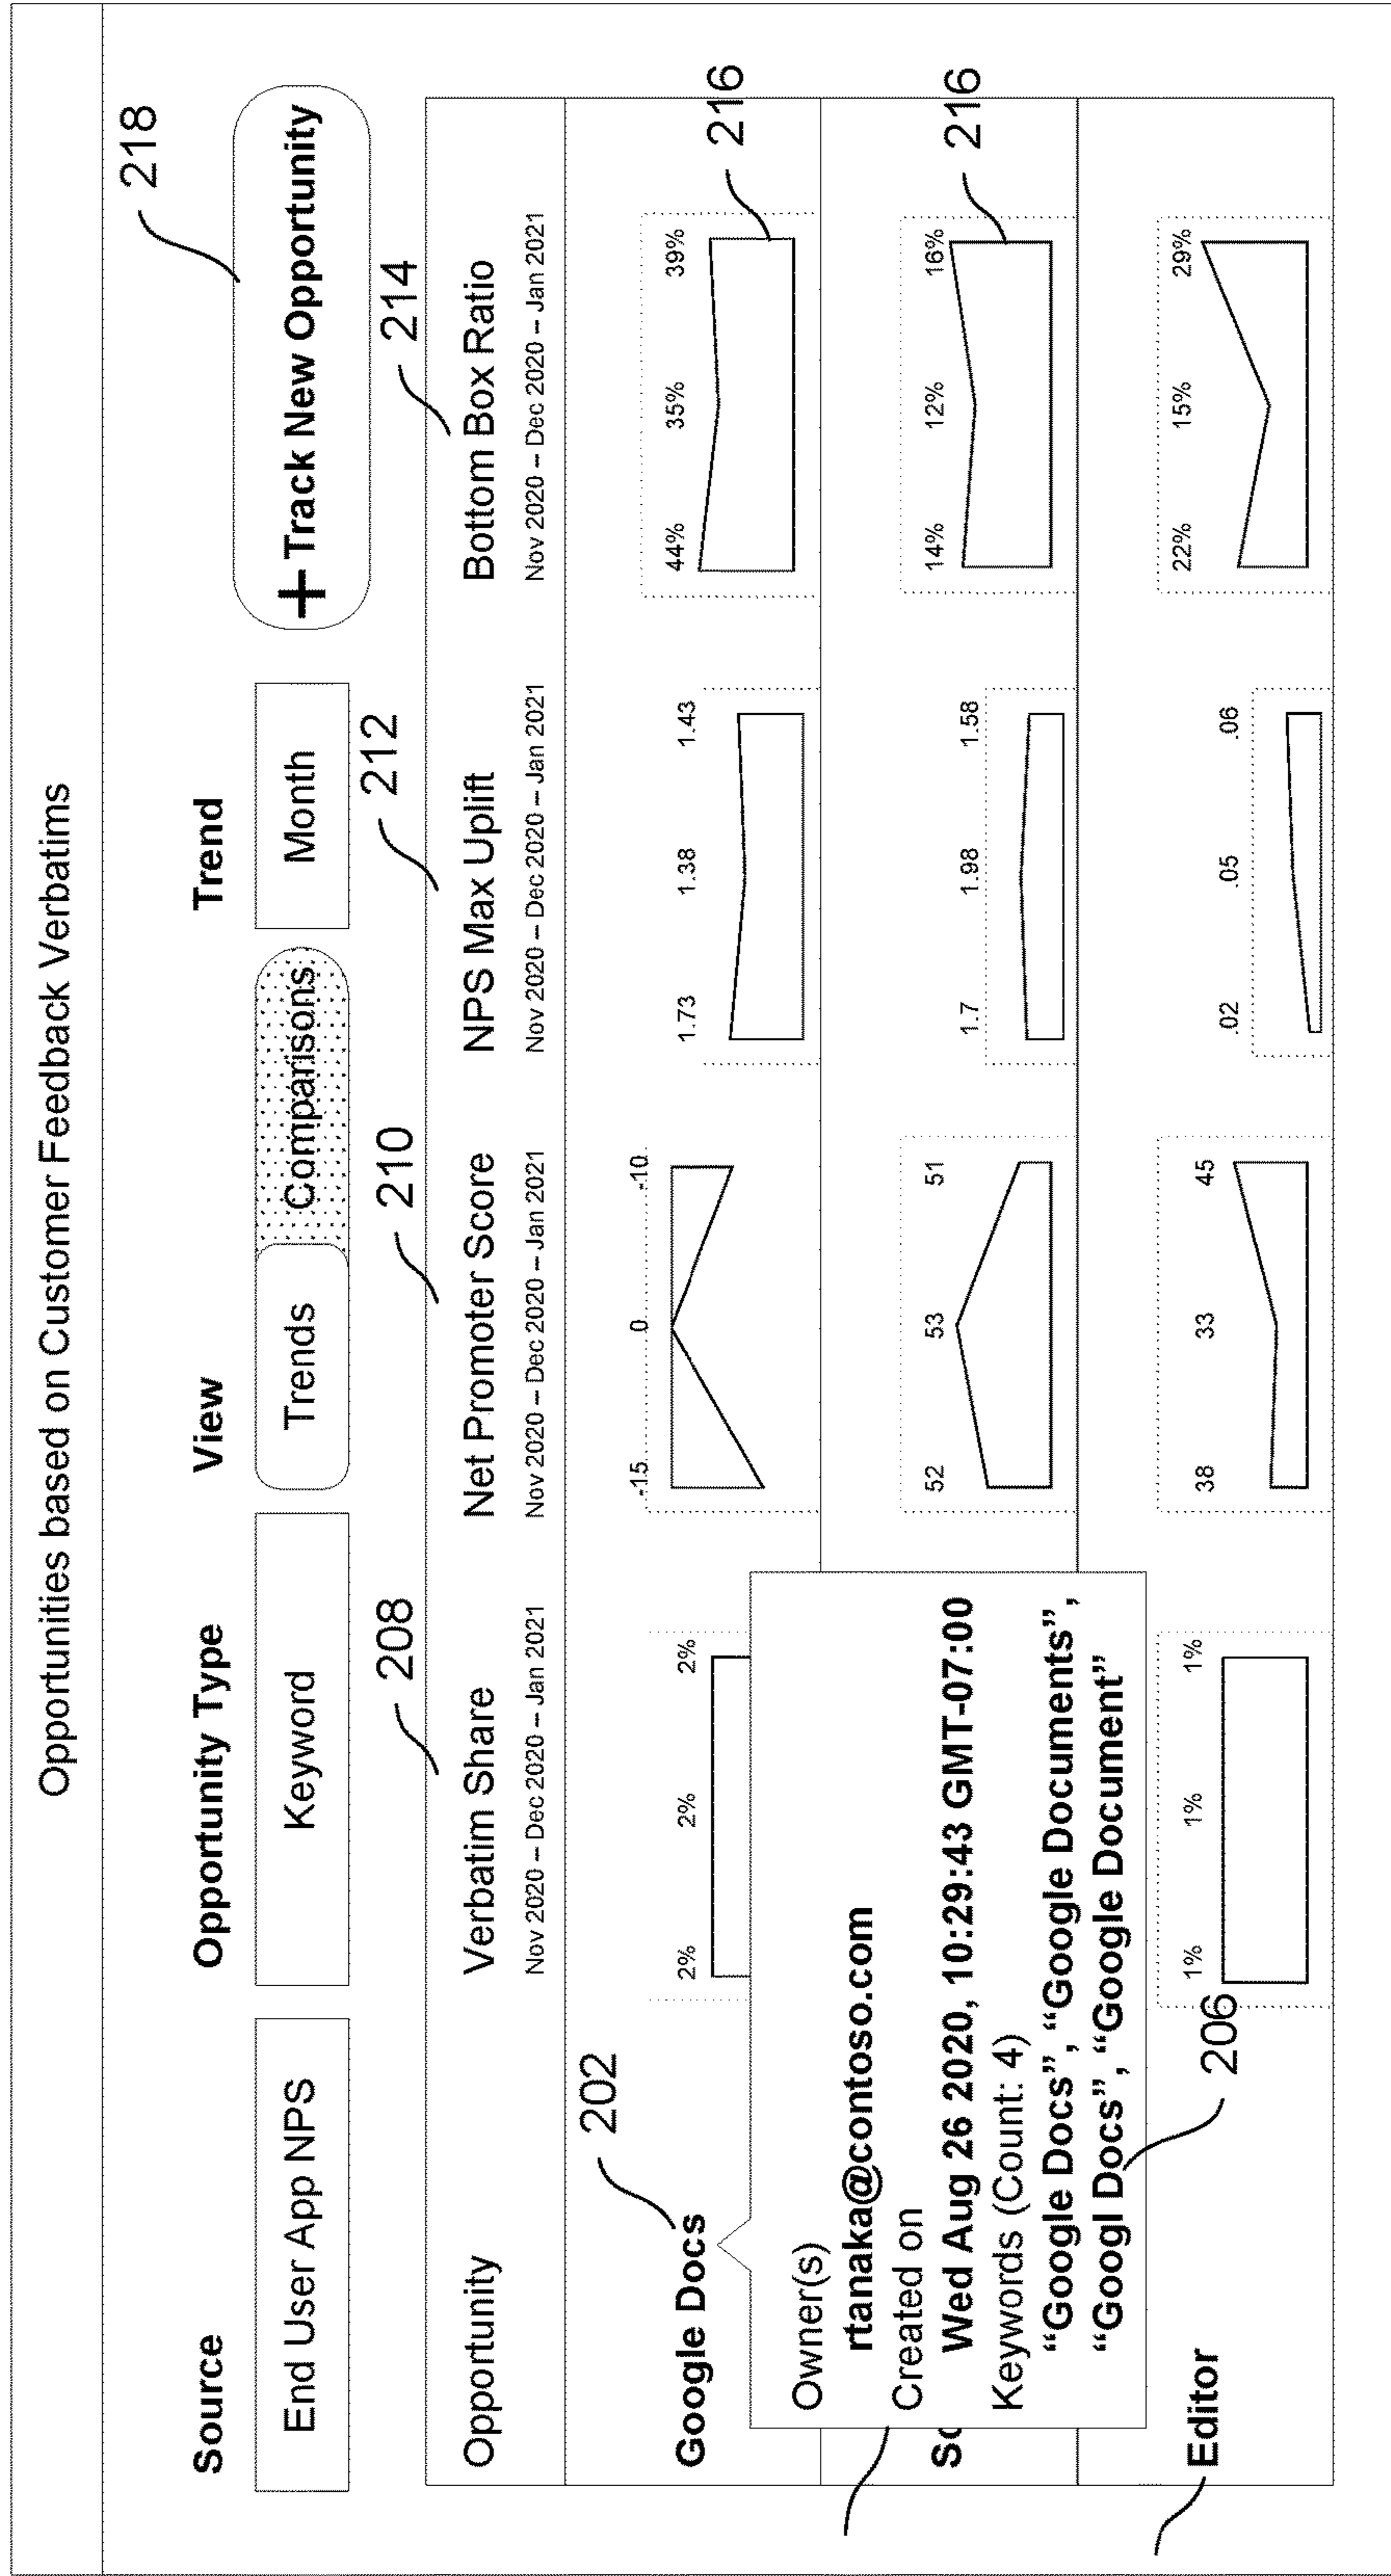 Opportunities based on Customer Feedback Verbatims
218
Source
Opportunity Type
View
Trend
End User App NPS
Keyword
Trends
Comparisons
Month
+Track New Opportunity
208
210
212
214
Opportunity
Verbatim Share
Net Promoter Score
NPS Max Uplift
Bottom Box Ratio
Nov 2020 – Dec 2020 – Jan 2021
Nov 2020 – Dec 2020 – Jan 2021
Nov 2020 – Dec 2020 – Jan 2021
Nov 2020 – Dec 2020 – Jan 2021
202
Google Docs
2% 2% 2%
-15 0 -10
1.73 1.38 1.43
44% 35% 39%
216
Owner(s)
rtanaka@contoso.com
Created on
Wed Aug 26 2020, 10:29:43 GMT-07:00
Keywords (Count: 4)
“Google Docs”, “Google Documents”,
“Googl Docs”, “Google Document”
206
So
52 53 51
1.7 1.98 1.58
14% 12% 16%
216
Editor
1% 1% 1%
38 33 45
.02 .05 .06
22% 15% 29%